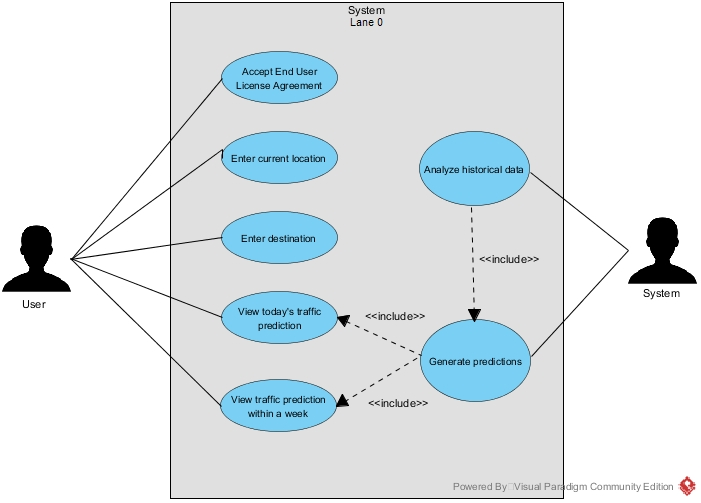 System
Lane 0
Accept End User
License Agreement
Enter current location
Analyze historical data
Enter destination
<<include>>
User
System
View today's traffic
prediction
<<include>>
Generate predictions
View traffic prediction
within a week
<<include>>
Powered By Visual Paradigm Community Edition